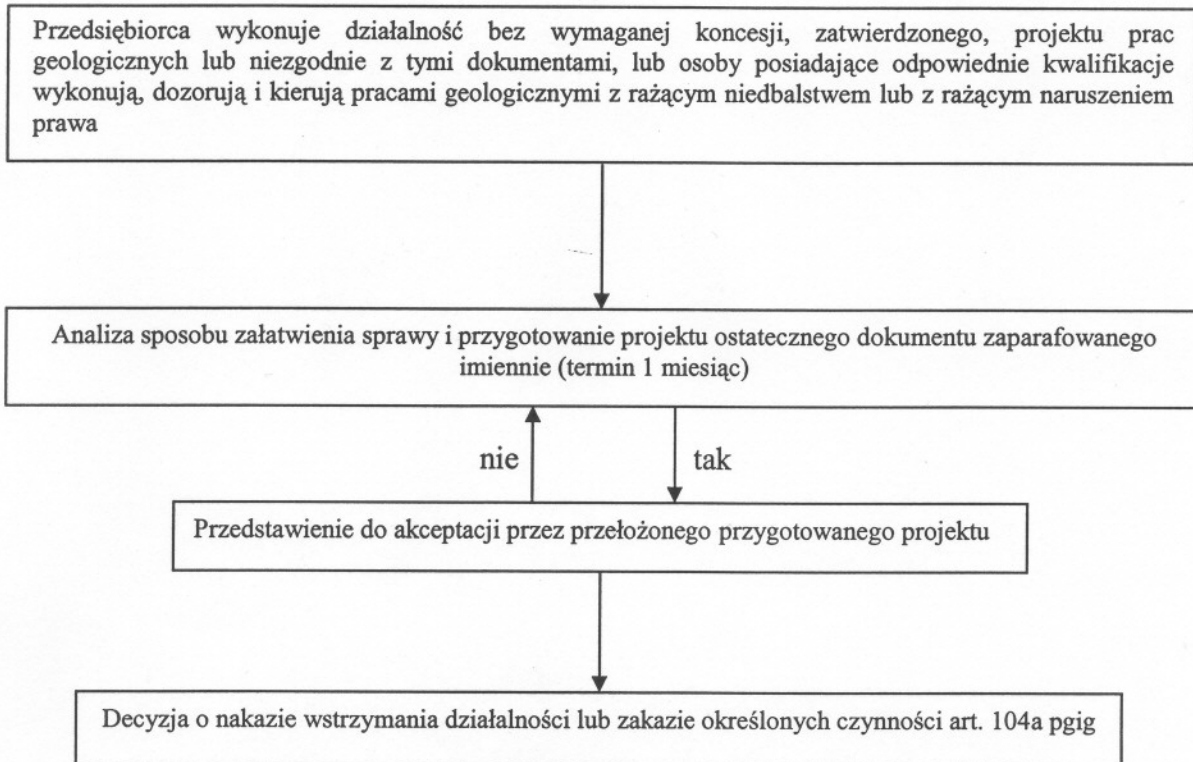 Przedsiębiorca wykonuje działalność bez wymaganej koncesji, zatwierdzonego, projektu prac
geologicznych lub niezgodnie z tymi dokumentami, lub osoby posiadające odpowiednie kwalifikacje
wykonują, dozorują i kierują pracami geologicznymi z rażącym niedbalstwem lub z rażącym naruszeniem
prawa
Analiza sposobu załatwienia sprawy i przygotowanie projektu ostatecznego dokumentu zaparafowanego
imiennie (termin 1 miesiąc)
nie tak
Przedstawienie do akceptacji przez przełożonego przygotowanego projektu
Decyzja o nakazie wstrzymania działalności lub zakazie określonych czynności art. 104a pgig